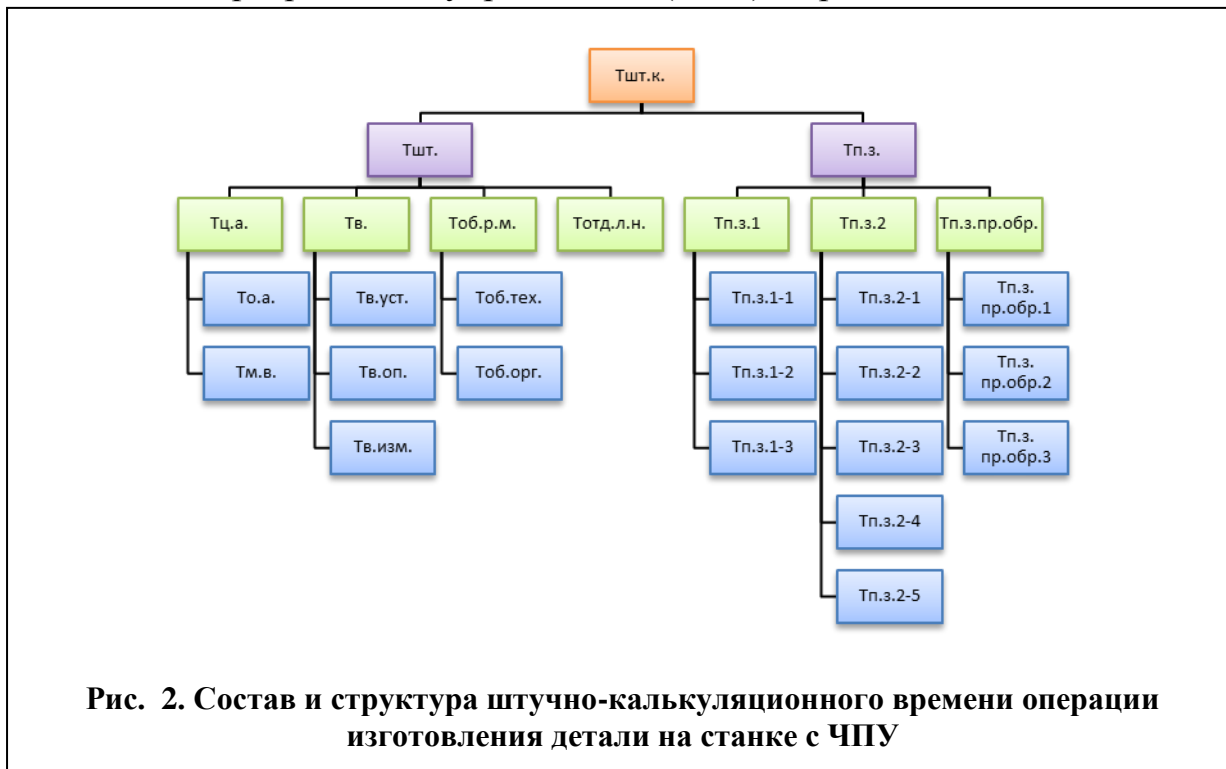 Тшт.к.
Тшт.
Тп.з.
Тц.а.
Тв.
Тоб.р.м.
Тотд.л.н.
Тп.з.1
Тп.з.2
Тп.з.пр.обр.
То.а.
Тв.уст.
Тоб.тех.
Тп.з.1-1
Тп.з.2-1
Тп.з.
пр.обр.1
Тм.в.
Тв.оп.
Тоб.орг.
Тп.з.1-2
Тп.з.2-2
Тп.з.
пр.обр.2
Тв.изм.
Тп.з.1-3
Тп.з.2-3
Тп.з.
пр.обр.3
Тп.з.2-4
Тп.з.2-5
Рис. 2. Состав и структура штучно-калькуляционного времени операции
изготовления детали на станке с ЧПУ